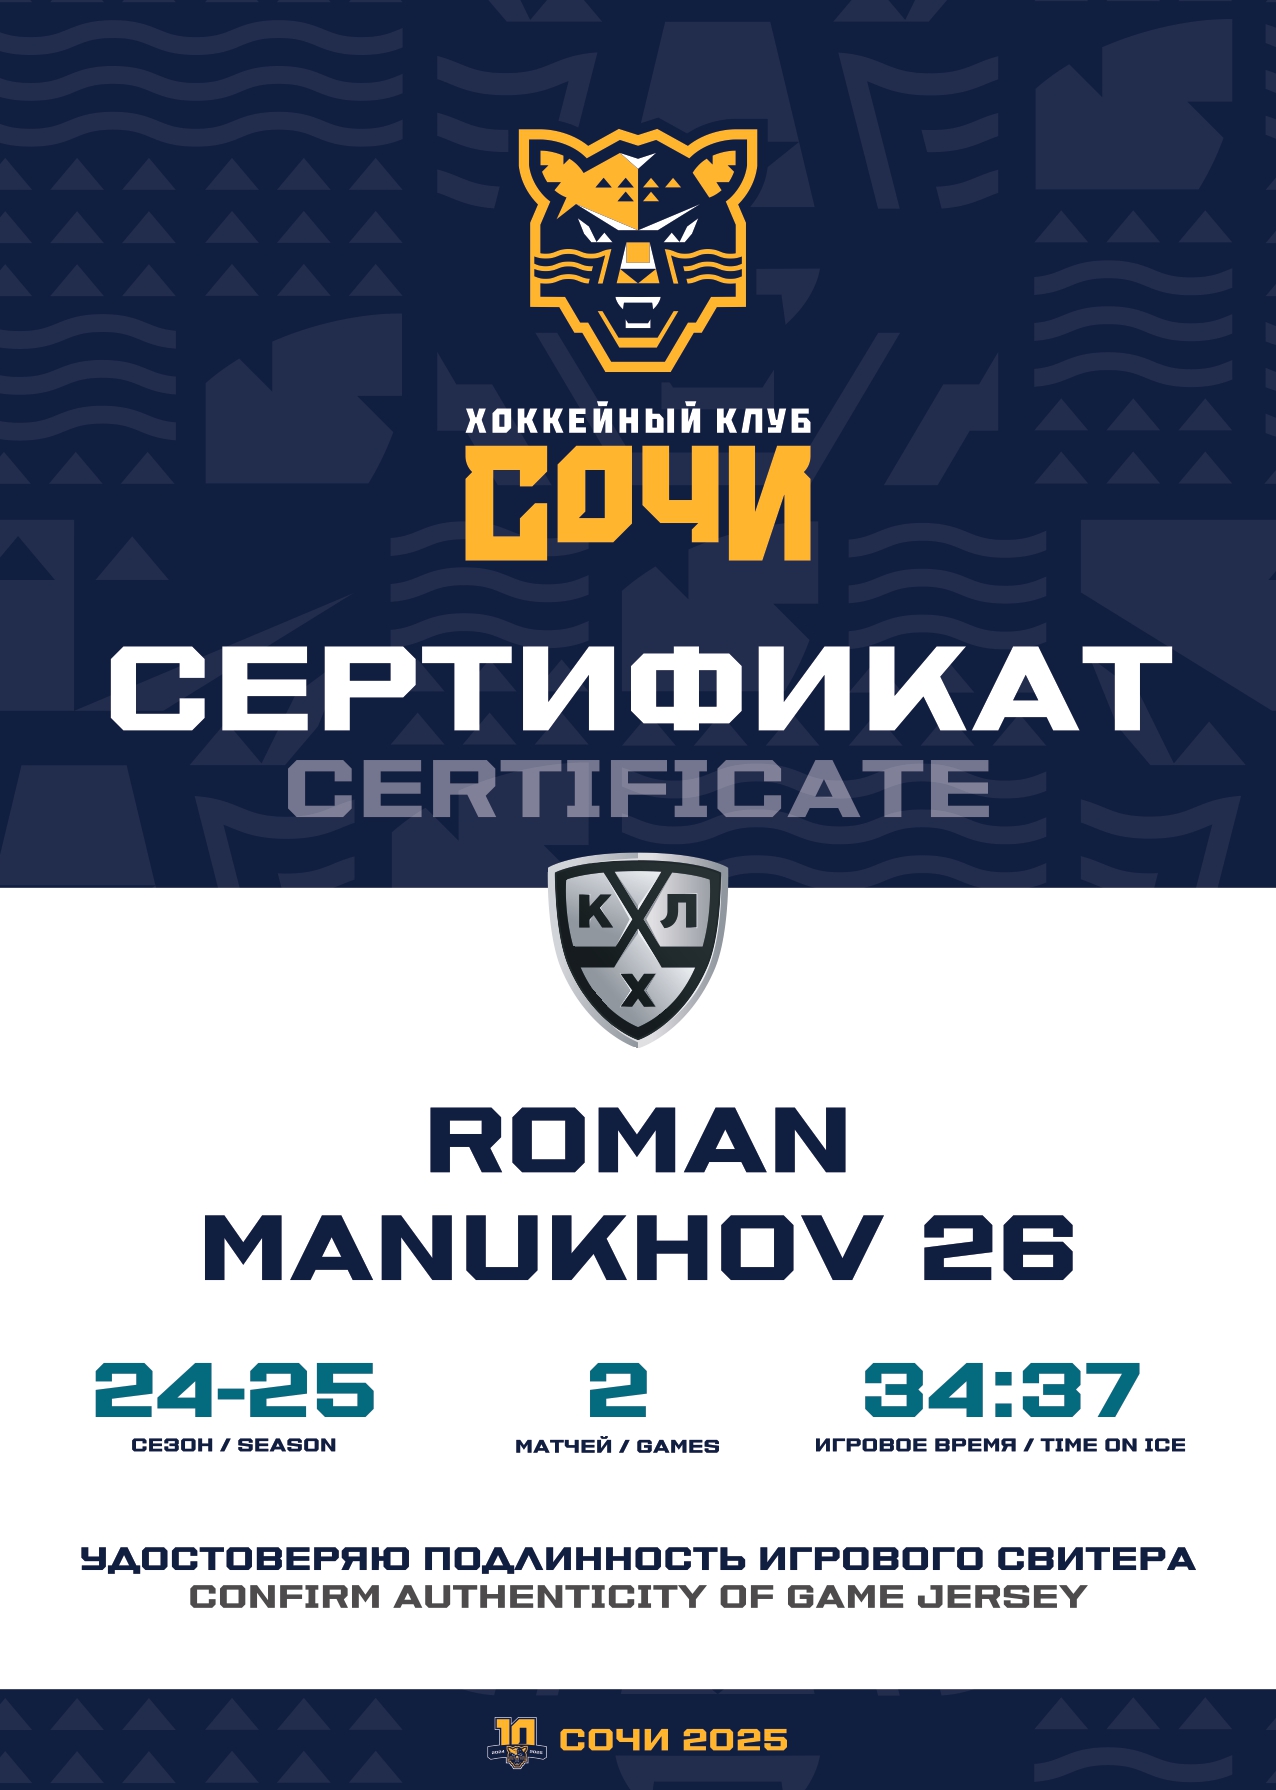 ХОККЕЙНЫЙ КЛУБ
СОЧИ
СЕРТИФИКАТ
CERTIFICATE
К Л
Х
ROMAN
MANUKHOV 26
24-25
СЕЗОН / SEASON
2
МАТЧЕЙ / GAMES
34:37
ИГРОВОЕ ВРЕМЯ / TIME ON ICE
УДОСТОВЕРЯЮ ПОДЛИННОСТЬ ИГРОВОГО СВИТЕРА
CONFIRM AUTHENTICITY OF GAME JERSEY
10
СОЧИ 2025